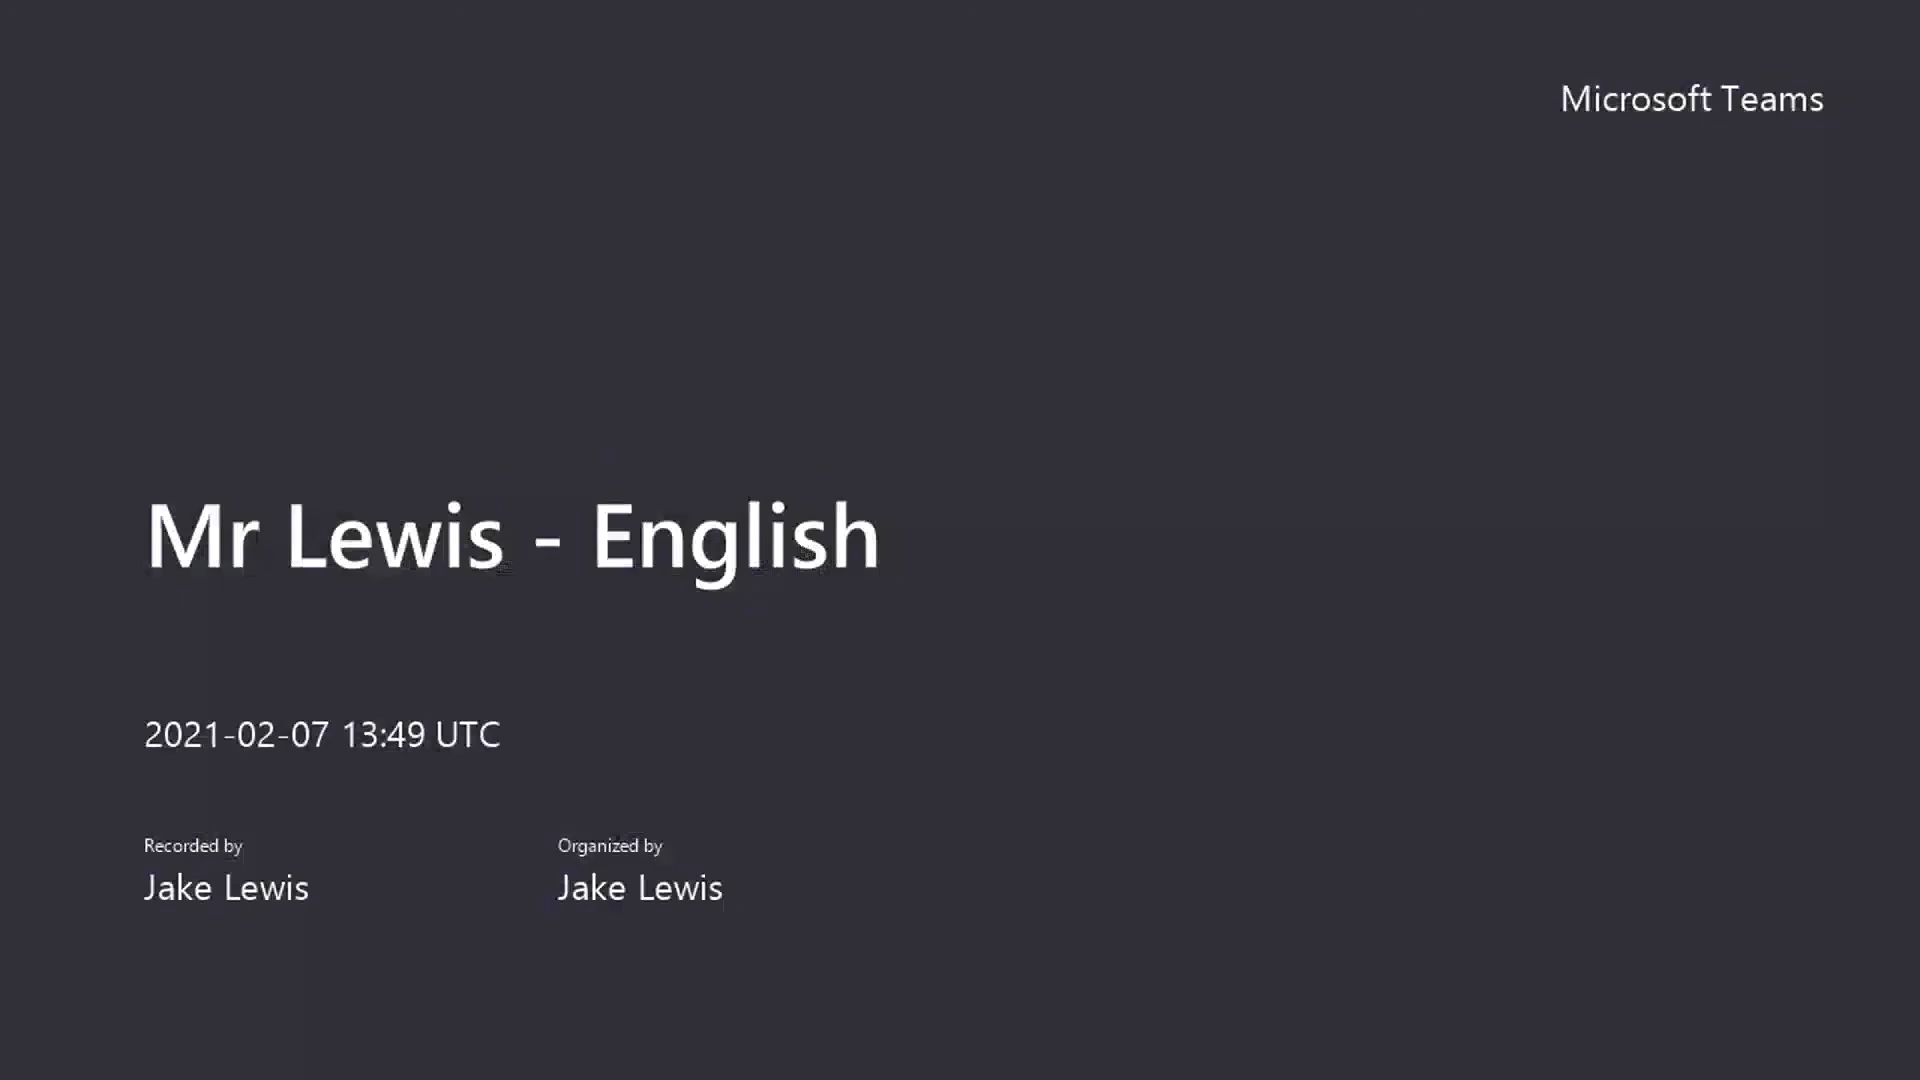 Microsoft Teams
Mr Lewis - English
2021-02-07 13:49 UTC
Recorded by
Jake Lewis
Organized by
Jake Lewis